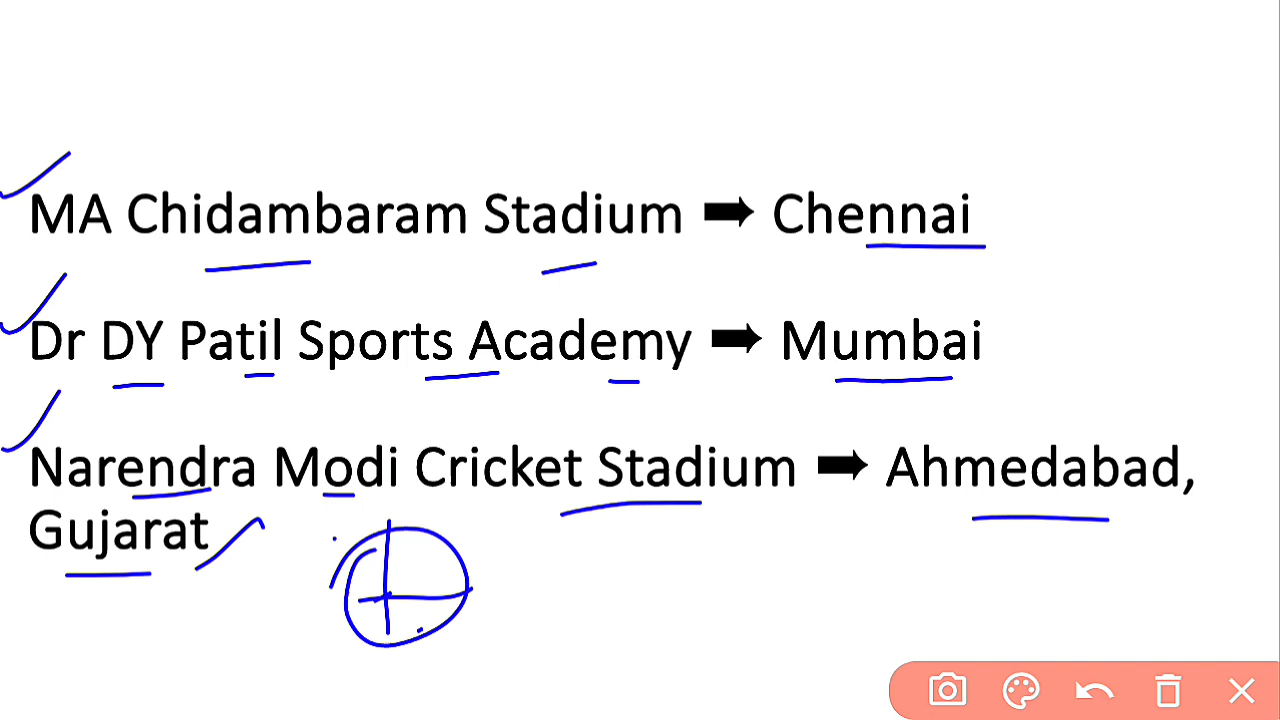 MA Chidambaram Stadium ➡ Chennai
Dr DY Patil Sports Academy ➡ Mumbai
Narendra Modi Cricket Stadium ➡ Ahmedabad,
Gujarat